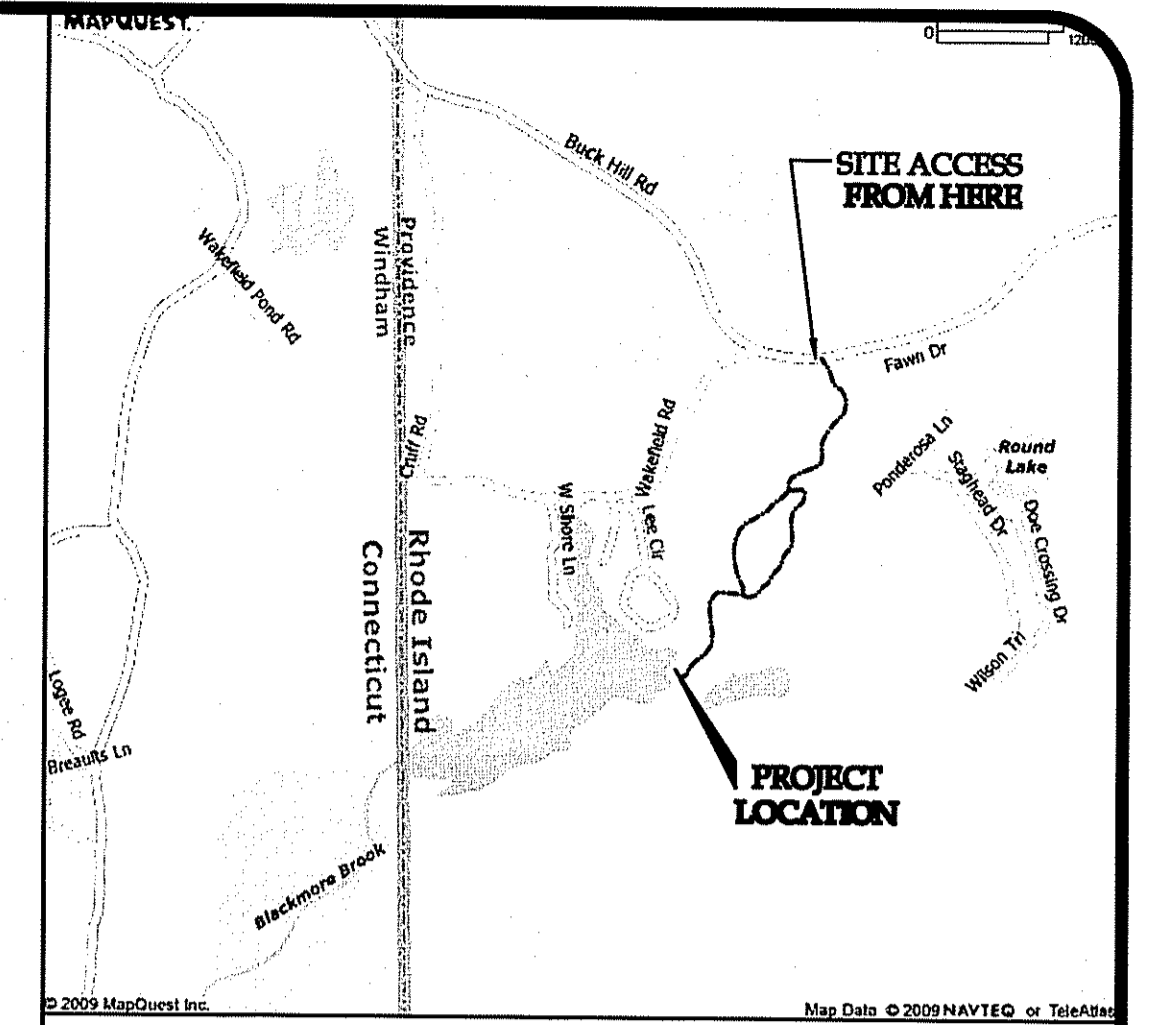 MAPQUEST.
0
Buck Hill Rd
SITE ACCESS
FROM HERE
Wakefield Pond Rd
Providence
Windham
Fawn Dr
Cruff Rd
Wakefield Rd
Ponderosa Ln
Round
Lake
Staghead Dr
W Shore Ln
Lee Cir
Doe Crossing Dr
Rhode Island
Connecticut
Wilson Trl
Logee Rd
Breaults Ln
PROJECT
LOCATION
Blackmore Brook
© 2009 MapQuest Inc.
Map Data © 2009 NAVTEQ or TeleAtlas